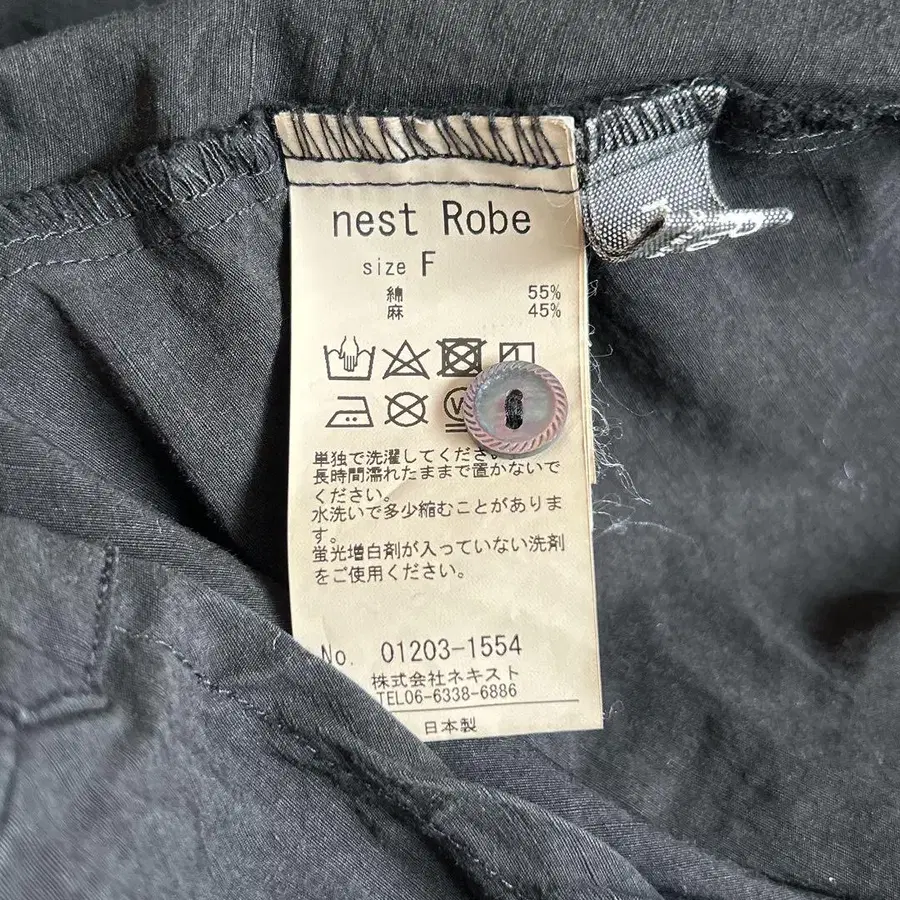 nest Robe
size F
綿 55%
麻 45%
単独で洗濯してください。
長時間濡れたままで置かないで
ください。
水洗いで多少縮むことがありま
す。
蛍光増白剤が入っていない洗剤
をご使用ください。
No. 01203-1554
株式会社ネキスト
TEL06-6338-6886
日本製